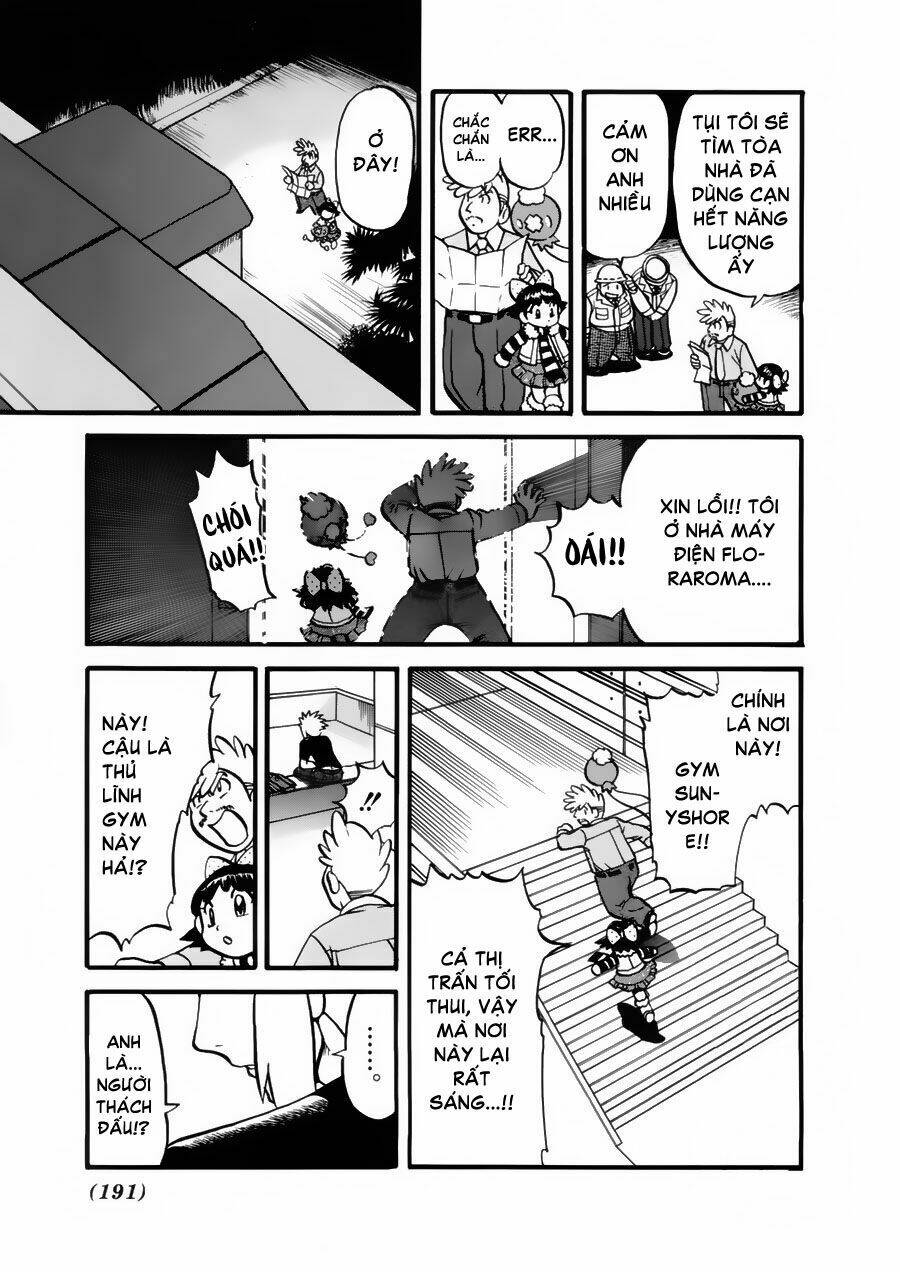 TỤI TÔI SẼ
TÌM TÒA
NHÀ ĐÃ
DÙNG CẠN
HẾT NĂNG
LƯỢNG
ẤY
CẢM
ƠN
ANH
NHIỀU
ERR...
CHẮC
CHẮN
LÀ...
Ở
ĐÂY!
XIN LỖI!! TÔI
Ở NHÀ MÁY
ĐIỆN FLO-
RAROMA....
OÁI!!
CHÓI
QUÁ!!
CHÍNH
LÀ NƠI
NÀY!
GYM
SUN-
YSHOR
E!!
CẢ THỊ
TRẤN TỐI
THUI, VẬY
MÀ NƠI
NÀY LẠI
RẤT
SÁNG...!!
!!
NÀY!
CẬU LÀ
THỦ
LĨNH
GYM
NÀY
HẢ!?
.......
ANH
LÀ...
NGƯỜI
THÁCH
ĐẤU!?
(191)